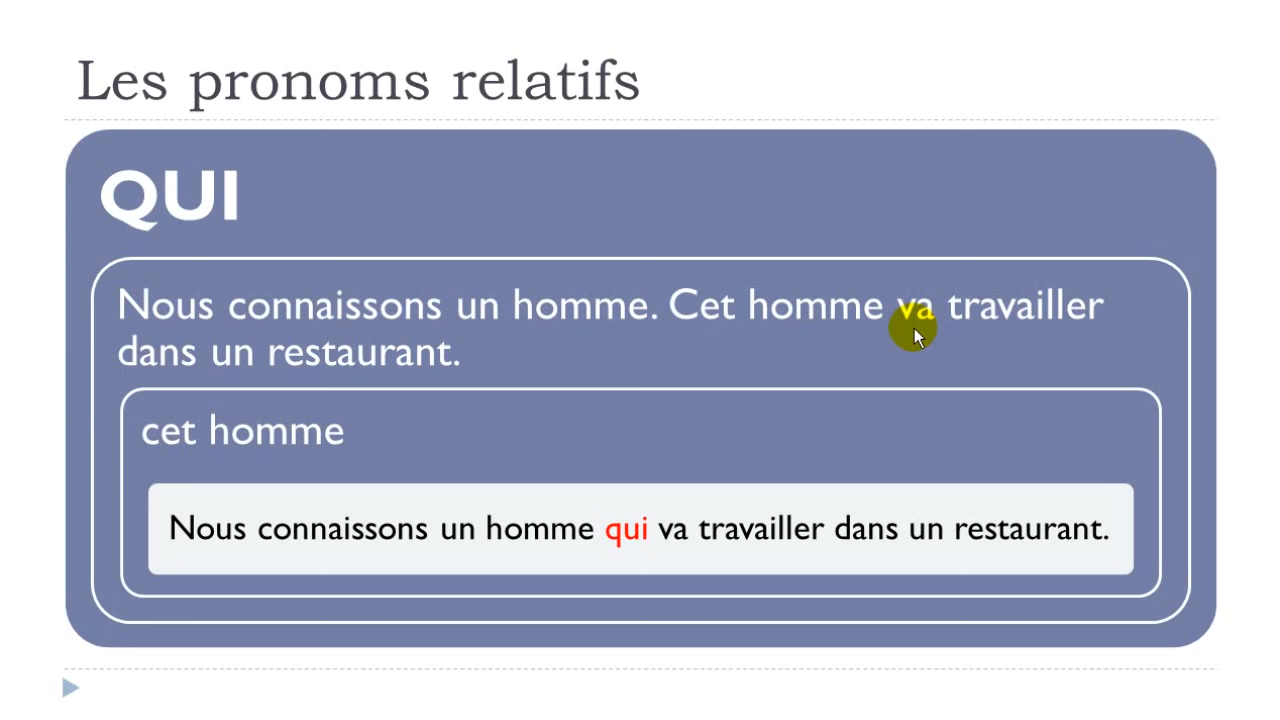 Les pronoms relatifs
QUI
Nous connaissons un homme. Cet homme va travailler
dans un restaurant.
cet homme
Nous connaissons un homme qui va travailler dans un restaurant.